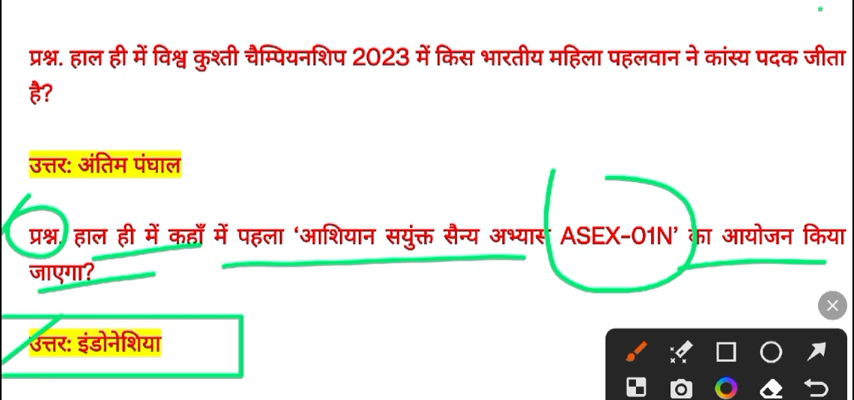 प्रश्न. हाल ही में विश्व कुश्ती चैम्पियनशिप 2023 में किस भारतीय महिला पहलवान ने कांस्य पदक जीता
है?
उत्तर: अंतिम पंघाल
प्रश्न. हाल ही में कहाँ में पहला ‘आशियान सयुंक्त सैन्य अभ्यास ASEX-01N’ का आयोजन किया
जाएगा?
उत्तर: इंडोनेशिया